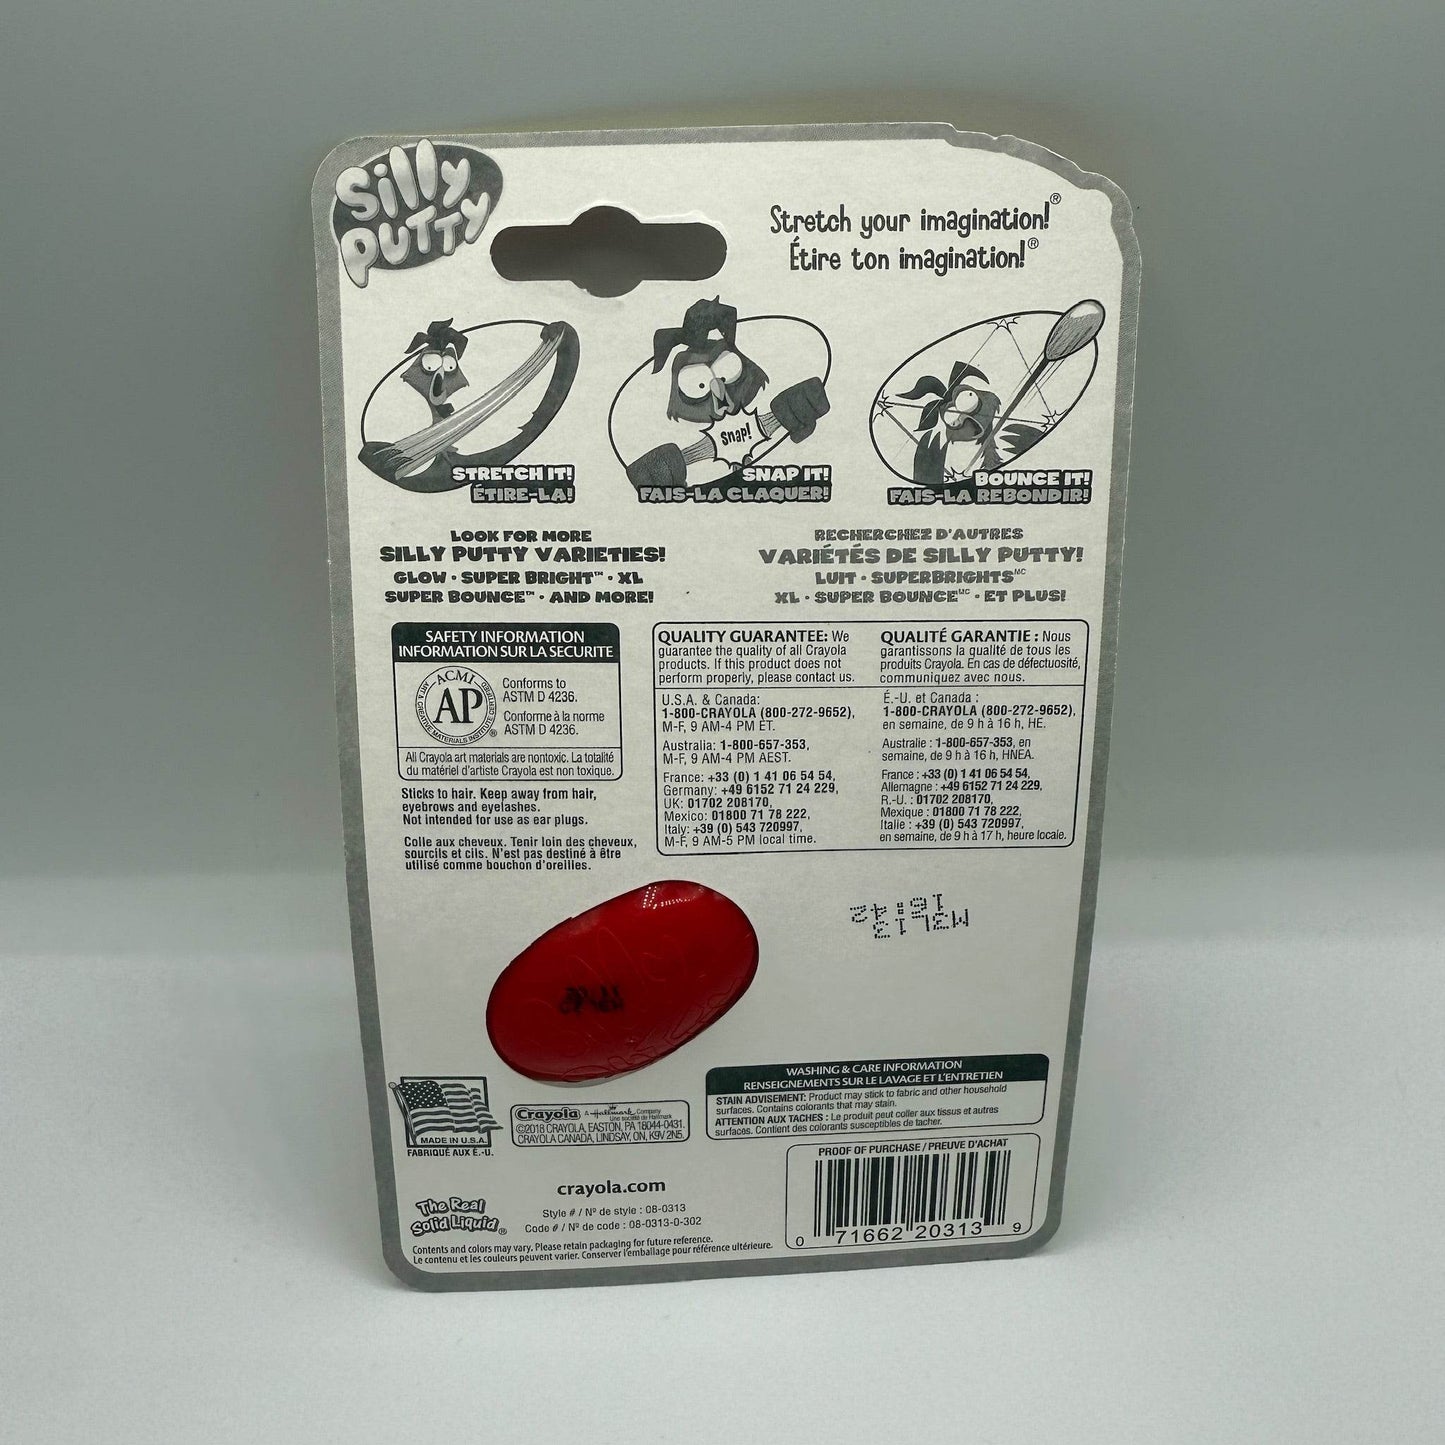 Silly
Putty
Stretch your imagination!®
Étire ton imagination!®
Snap!
STRETCH IT!
ÉTIRE-LA!
SNAP IT!
FAIS-LA CLAQUER!
BOUNCE IT!
FAIS-LA REBONDIR!
LOOK FOR MORE
SILLY PUTTY VARIETIES!
GLOW • SUPER BRIGHT™ • XL
SUPER BOUNCE™ • AND MORE!
RECHERCHEZ D'AUTRES
VARIÉTÉS DE SILLY PUTTY!
LUIT • SUPERBRIGHTS MC
XL • SUPER BOUNCE MC • ET PLUS!
SAFETY INFORMATION
INFORMATION SUR LA SECURITE
ACMI
AP
ART & CREATIVE MATERIALS INSTITUTE CERTIFIED
®
Conforms to
ASTM D 4236.
Conforme à la norme
ASTM D 4236.
All Crayola art materials are nontoxic. La totalité
du matériel d'artiste Crayola est non toxique.
Sticks to hair. Keep away from hair,
eyebrows and eyelashes.
Not intended for use as ear plugs.
Colle aux cheveux. Tenir loin des cheveux,
sourcils et cils. N'est pas destiné à être
utilisé comme bouchon d'oreilles.
QUALITY GUARANTEE: We
guarantee the quality of all Crayola
products. If this product does not
perform properly, please contact us.
U.S.A. & Canada:
1-800-CRAYOLA (800-272-9652),
M-F, 9 AM-4 PM ET.
Australia: 1-800-657-353,
M-F, 9 AM-4 PM AEST.
France: +33 (0) 1 41 06 54 54,
Germany: +49 6152 71 24 229,
UK: 01702 208170,
Mexico: 01800 71 78 222,
Italy: +39 (0) 543 720997,
M-F, 9 AM-5 PM local time.
QUALITÉ GARANTIE : Nous
garantissons la qualité de tous les
produits Crayola. En cas de défectuosité,
communiquez avec nous.
É.-U. et Canada :
1-800-CRAYOLA (800-272-9652),
en semaine, de 9 h à 16 h, HE.
Australie : 1-800-657-353, en
semaine, de 9 h à 16 h, HNEA.
France : +33 (0) 1 41 06 54 54,
Allemagne : +49 6152 71 24 229,
R.-U. : 01702 208170,
Mexique : 01800 71 78 222,
Italie : +39 (0) 543 720997,
en semaine, de 9 h à 17 h, heure locale.
16:42
WASHING & CARE INFORMATION
RENSEIGNEMENTS SUR LE LAVAGE ET L'ENTRETIEN
STAIN ADVISEMENT: Product may stick to fabric and other household
surfaces. Contains colorants that may stain.
ATTENTION AUX TACHES : Le produit peut coller aux tissus et autres
surfaces. Contient des colorants susceptibles de tacher.
MADE IN U.S.A.
FABRIQUÉ AUX É.-U.
Crayola A Hallmark Company
Une société de Hallmark
©2018 CRAYOLA, EASTON, PA 18044-0431.
CRAYOLA CANADA, LINDSAY, ON, K9V 2N5.
The Real
Solid Liquid®
crayola.com
Style # / Nº de style : 08-0313
Code # / Nº de code : 08-0313-0-302
PROOF OF PURCHASE / PREUVE D'ACHAT
0 71662 20313 9
Contents and colors may vary. Please retain packaging for future reference.
Le contenu et les couleurs peuvent varier. Conserver l'emballage pour référence ultérieure.